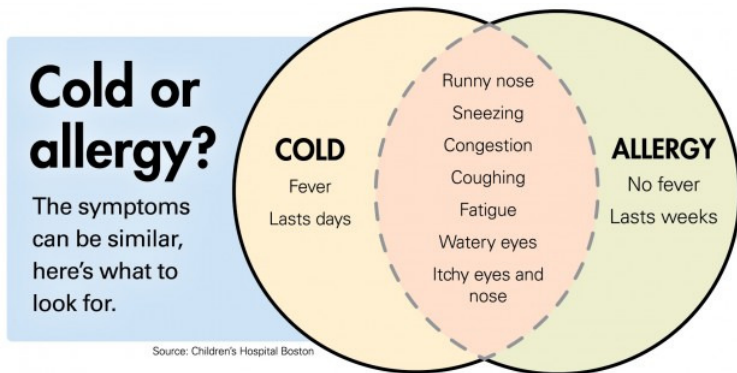 Cold or
allergy?
The symptoms
can be similar,
here's what to
look for.
COLD
Fever
Lasts days
Runny nose
Sneezing
Congestion
Coughing
Fatigue
Watery eyes
Itchy eyes and
nose
ALLERGY
No fever
Lasts weeks
Source: Children's Hospital Boston